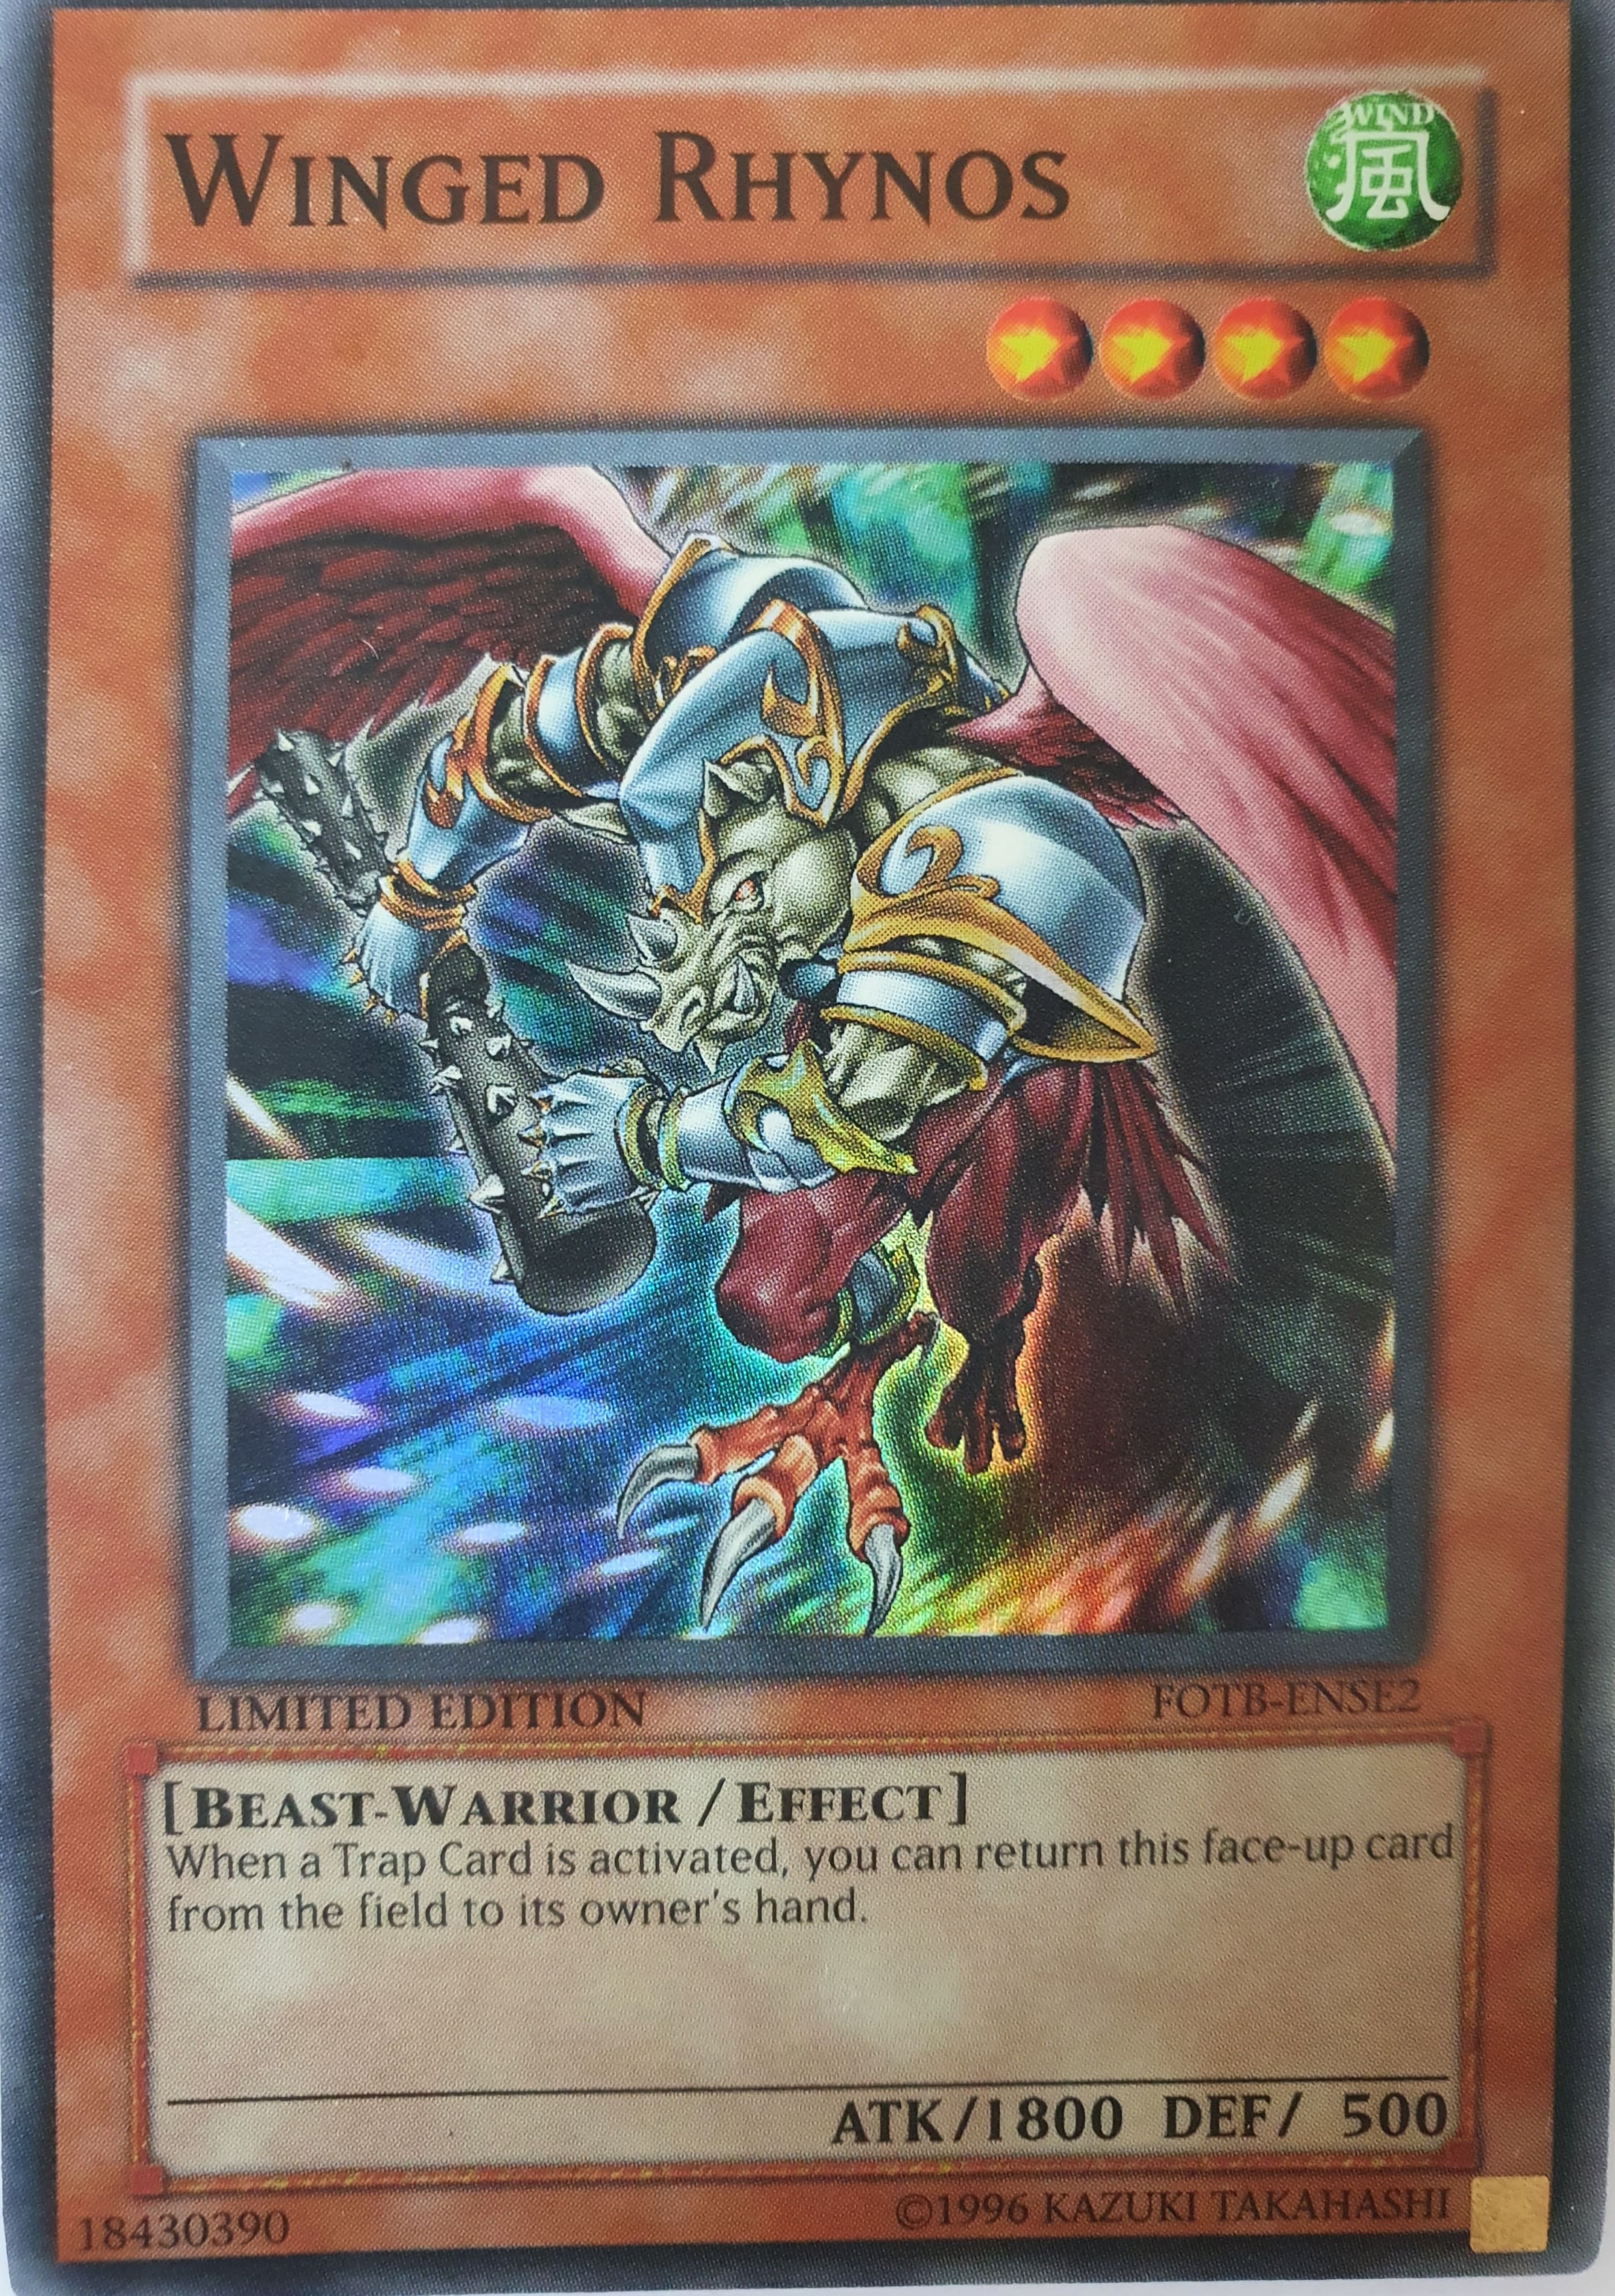 WINGED RHYNOS
WIND
風
LIMITED EDITION
FOTB-ENSE2
[BEAST-WARRIOR / EFFECT]
When a Trap Card is activated, you can return this face-up card
from the field to its owner's hand.
ATK/1800 DEF/ 500
18430390
©1996 KAZUKI TAKAHASHI